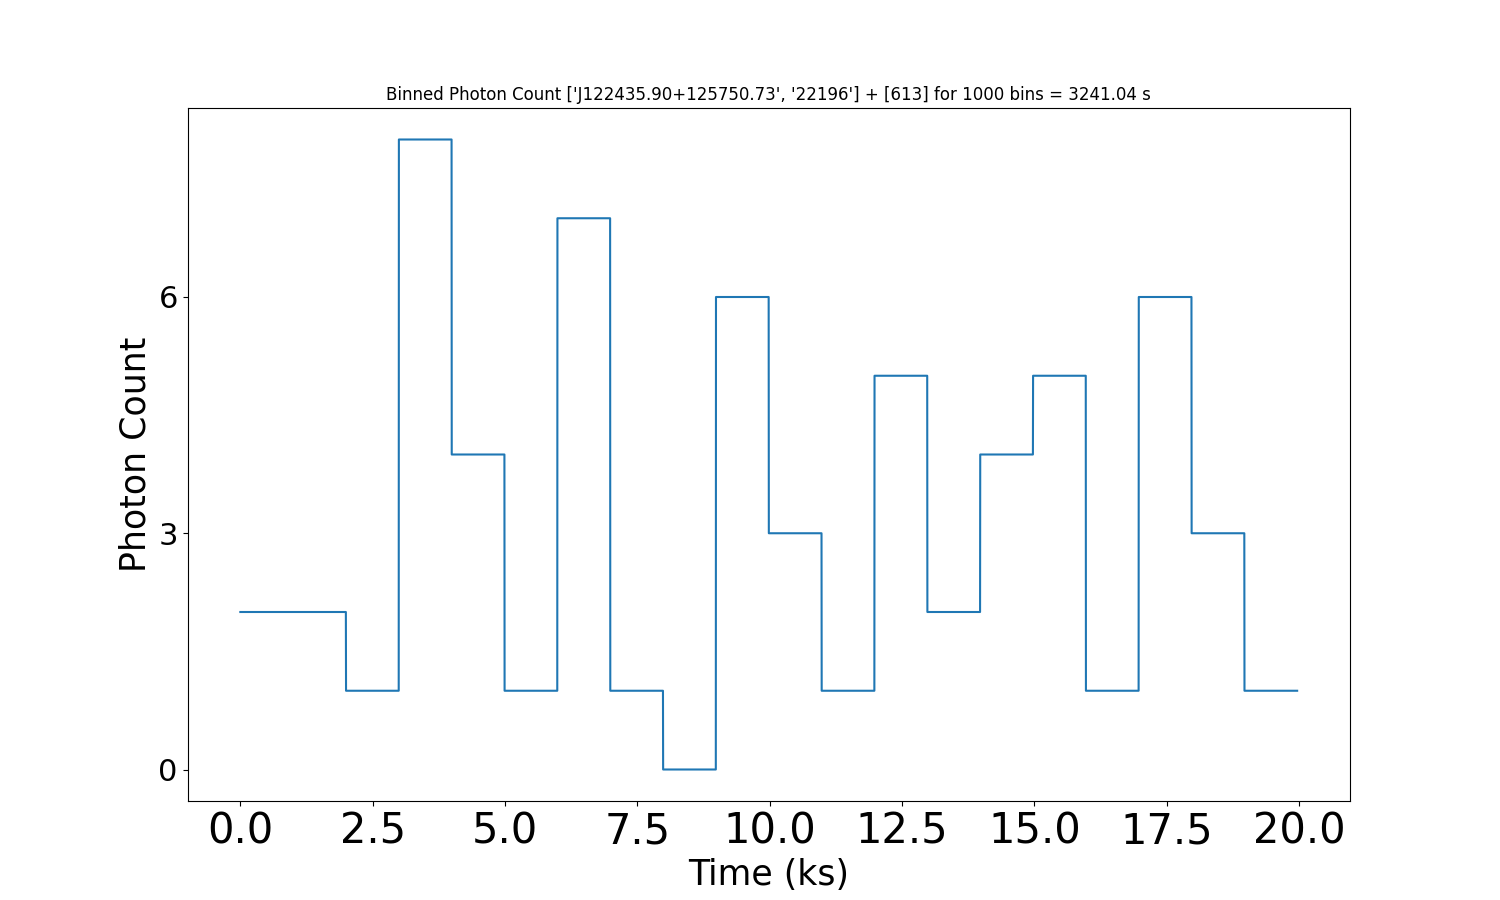 Binned Photon Count ['J122435.90+125750.73', '22196'] + [613] for 1000 bins = 3241.04 s
Photon Count
6
3
0
0.0 2.5 5.0 7.5 10.0 12.5 15.0 17.5 20.0
Time (ks)